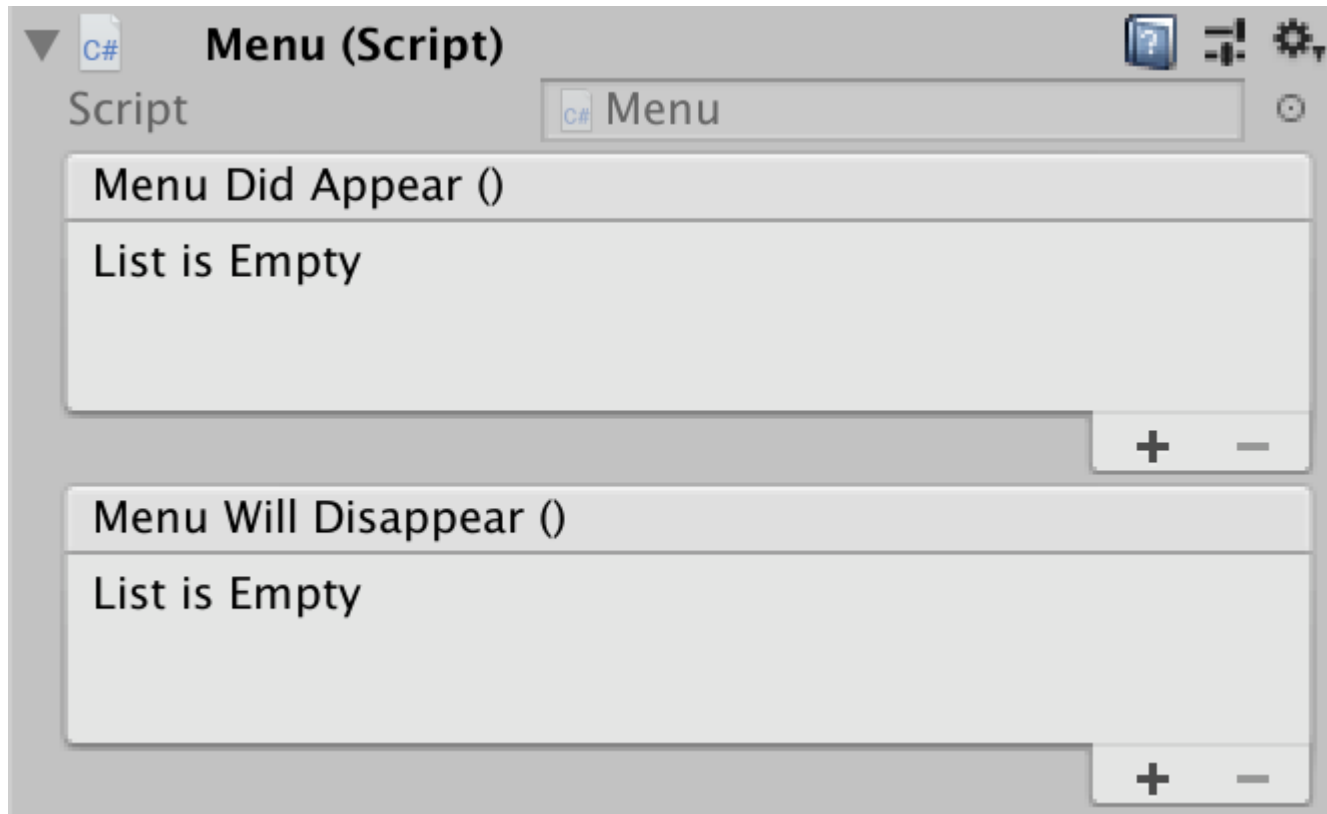 C# Menu (Script)
Script C# Menu
Menu Did Appear ()
List is Empty
+ −
Menu Will Disappear ()
List is Empty
+ −